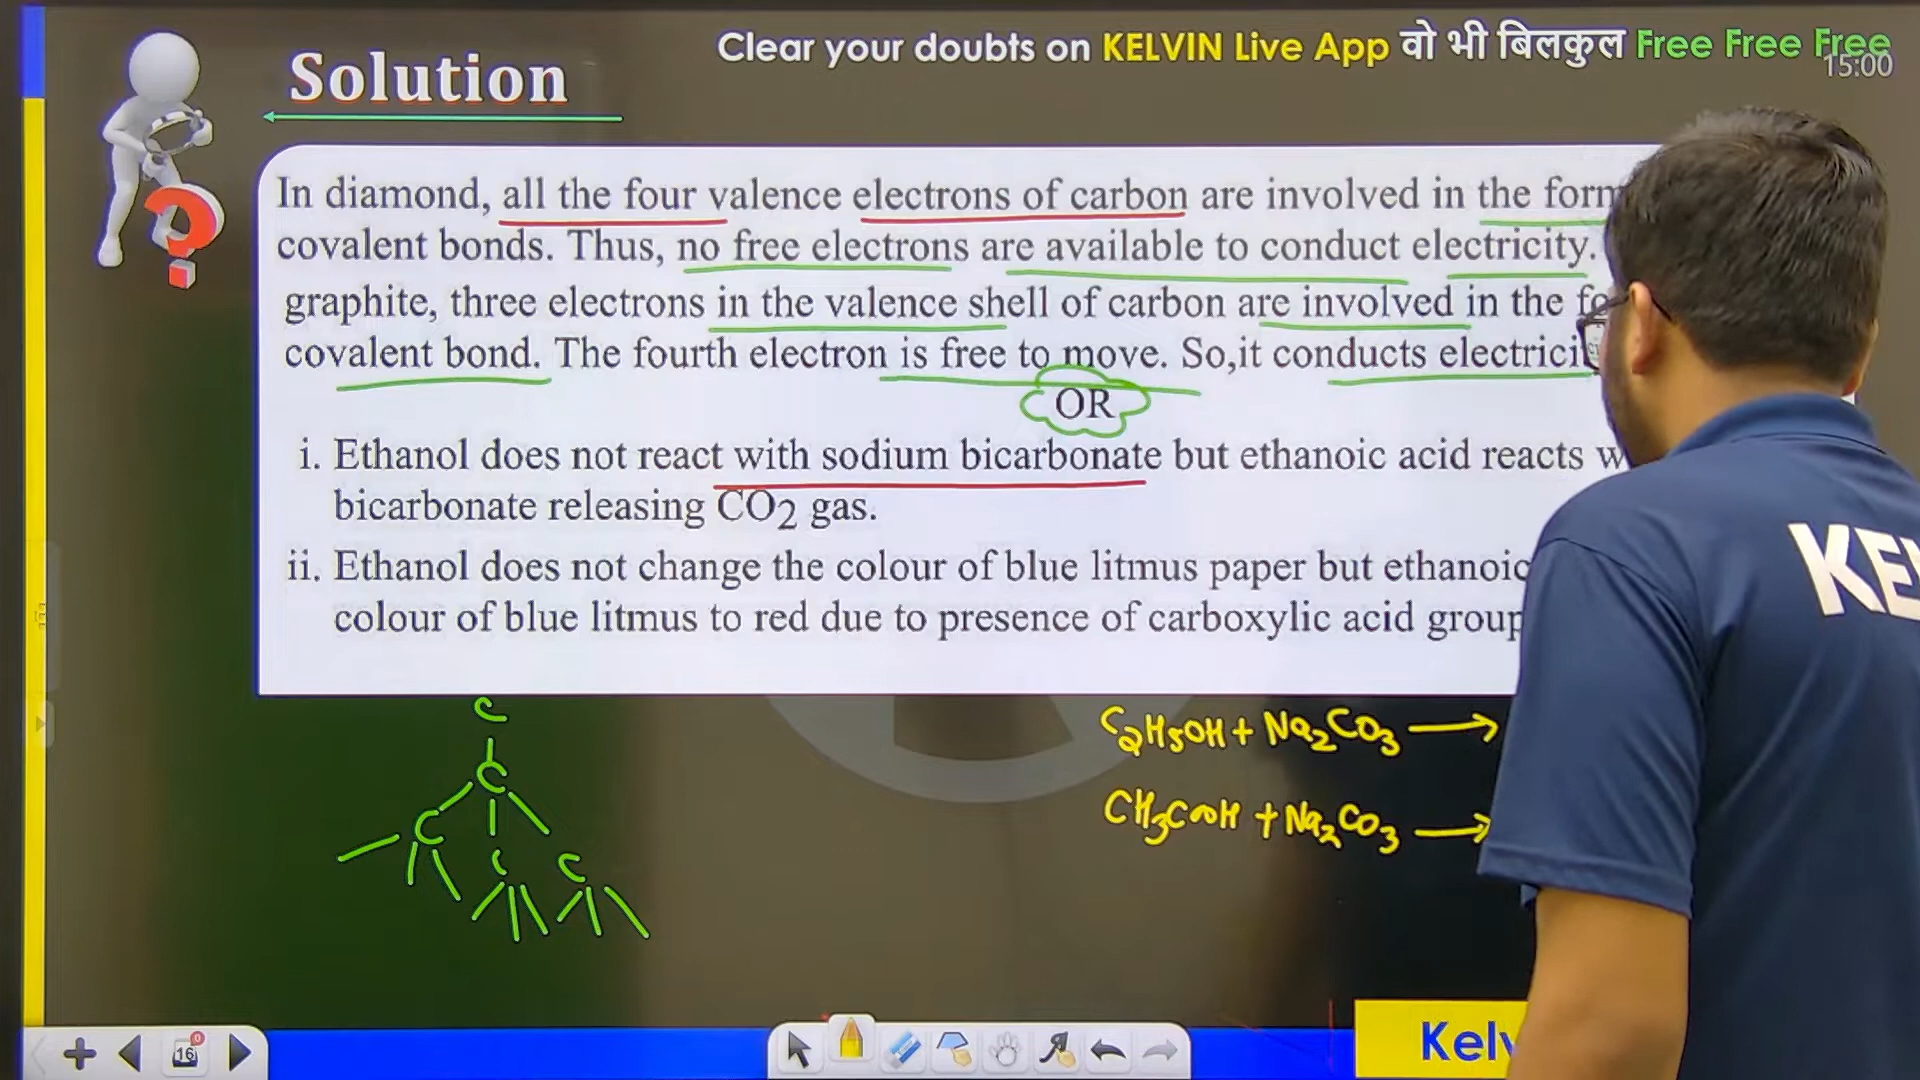 Clear your doubts on KELVIN Live App वो भी बिलकुल Free Free Free
15:00
Solution
In diamond, all the four valence electrons of carbon are involved in the form
covalent bonds. Thus, no free electrons are available to conduct electricity.
graphite, three electrons in the valence shell of carbon are involved in the
covalent bond. The fourth electron is free to move. So,it conducts
OR
i. Ethanol does not react with sodium bicarbonate but ethanoic acid reacts
bicarbonate releasing CO2 gas.
ii. Ethanol does not change the colour of blue litmus paper but ethanoic
colour of blue litmus to red due to presence of carboxylic acid group
C
C
C
C C
C2H5OH + Na2CO3 →
CH3COOH + Na2CO3 →
KE
16
0
Kelv